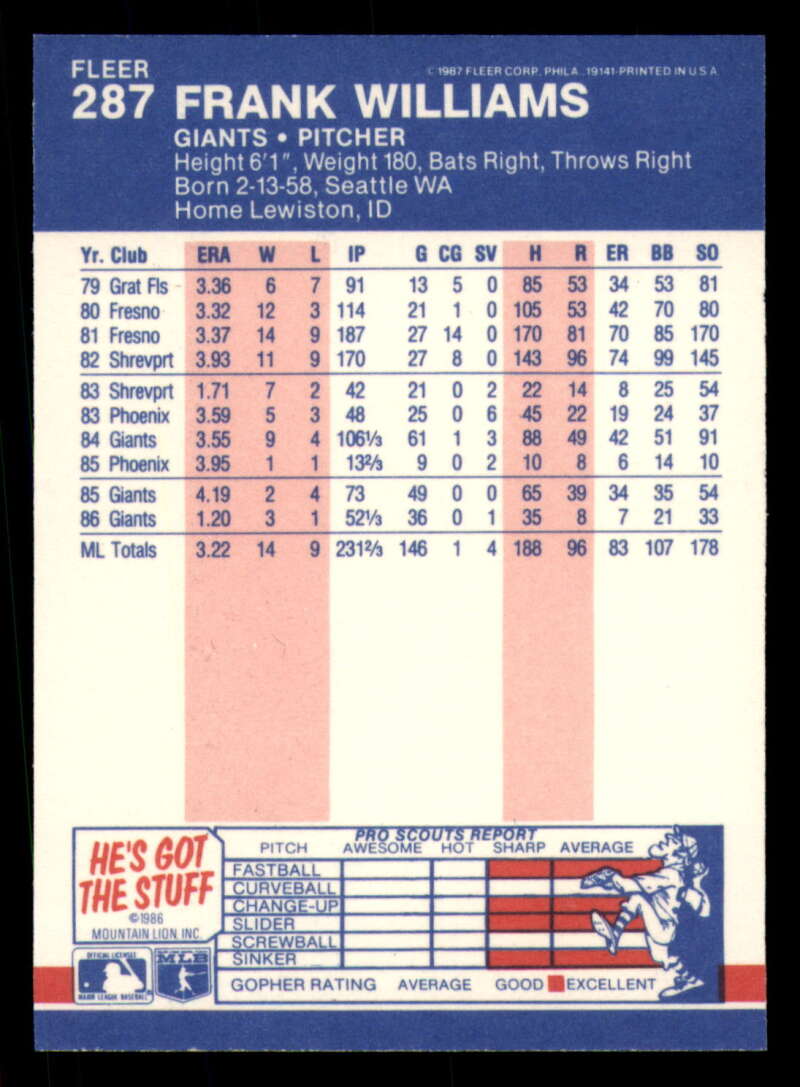 FLEER
© 1987 FLEER CORP. PHILA., 19141-PRINTED IN U S A
287 FRANK WILLIAMS
GIANTS • PITCHER
Height 6'1", Weight 180, Bats Right, Throws Right
Born 2-13-58, Seattle WA
Home Lewiston, ID
Yr. Club ERA W L IP G CG SV H R ER BB SO
79 Grat Fls 3.36 6 7 91 13 5 0 85 53 34 53 81
80 Fresno 3.32 12 3 114 21 1 0 105 53 42 70 80
81 Fresno 3.37 14 9 187 27 14 0 170 81 70 85 170
82 Shrevprt 3.93 11 9 170 27 8 0 143 96 74 99 145
83 Shrevprt 1.71 7 2 42 21 0 2 22 14 8 25 54
83 Phoenix 3.59 5 3 48 25 0 6 45 22 19 24 37
84 Giants 3.55 9 4 106⅓ 61 1 3 88 49 42 51 91
85 Phoenix 3.95 1 1 13⅔ 9 0 2 10 8 6 14 10
85 Giants 4.19 2 4 73 49 0 0 65 39 34 35 54
86 Giants 1.20 3 1 52⅓ 36 0 1 35 8 7 21 33
ML Totals 3.22 14 9 231⅔ 146 1 4 188 96 83 107 178
HE'S GOT
THE STUFF
©1986
MOUNTAIN LION, INC.
OFFICIAL LICENSEE
MAJOR LEAGUE BASEBALL
MLB
PRO SCOUTS REPORT
PITCH AWESOME HOT SHARP AVERAGE
FASTBALL
CURVEBALL
CHANGE-UP
SLIDER
SCREWBALL
SINKER
GOPHER RATING AVERAGE GOOD EXCELLENT